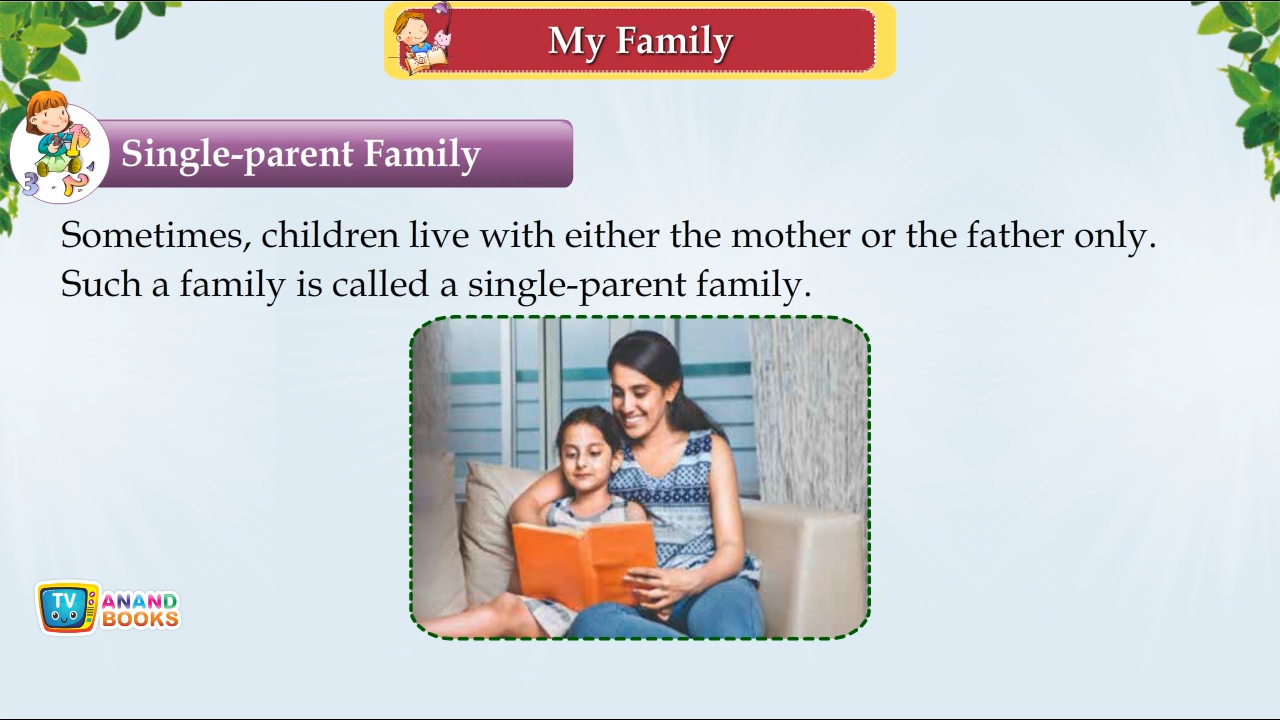 My Family
Single-parent Family
Sometimes, children live with either the mother or the father only.
Such a family is called a single-parent family.
TV
ANAND
BOOKS